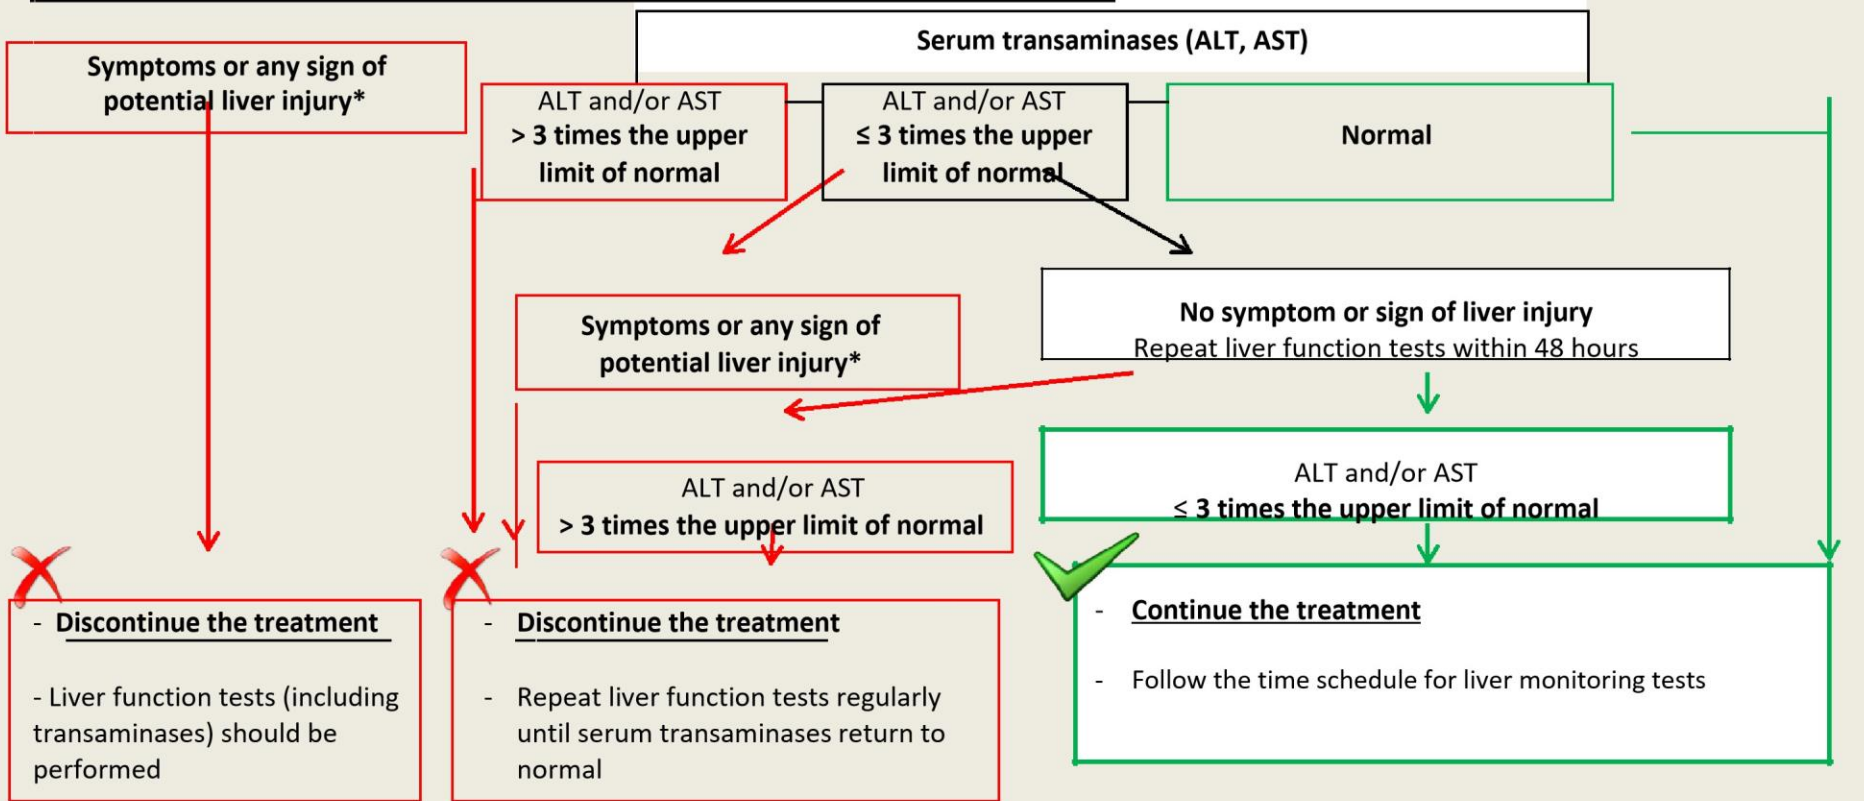 Serum transaminases (ALT, AST)
Symptoms or any sign of
potential liver injury*
ALT and/or AST
> 3 times the upper
limit of normal
ALT and/or AST
≤ 3 times the upper
limit of normal
Normal
Symptoms or any sign of
potential liver injury*
No symptom or sign of liver injury
Repeat liver function tests within 48 hours
ALT and/or AST
> 3 times the upper limit of normal
ALT and/or AST
≤ 3 times the upper limit of normal
- Discontinue the treatment
- Liver function tests (including
transaminases) should be
performed
- Discontinue the treatment
- Repeat liver function tests regularly
until serum transaminases return to
normal
- Continue the treatment
- Follow the time schedule for liver monitoring tests